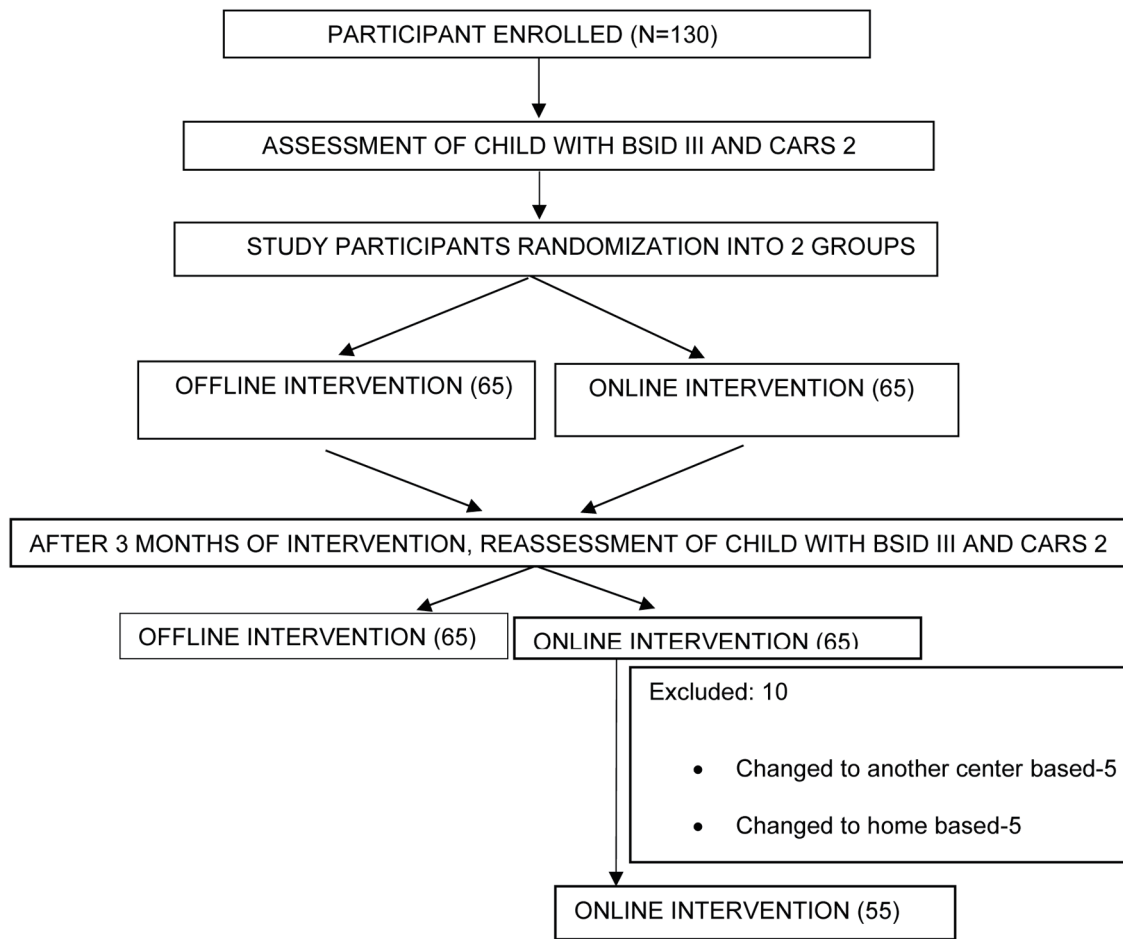 PARTICIPANT ENROLLED (N=130)
ASSESSMENT OF CHILD WITH BSID III AND CARS 2
STUDY PARTICIPANTS RANDOMIZATION INTO 2 GROUPS
OFFLINE INTERVENTION (65)
ONLINE INTERVENTION (65)
AFTER 3 MONTHS OF INTERVENTION, REASSESSMENT OF CHILD WITH BSID III AND CARS 2
OFFLINE INTERVENTION (65)
ONLINE INTERVENTION (65)
Excluded: 10
• Changed to another center based-5
• Changed to home based-5
ONLINE INTERVENTION (55)